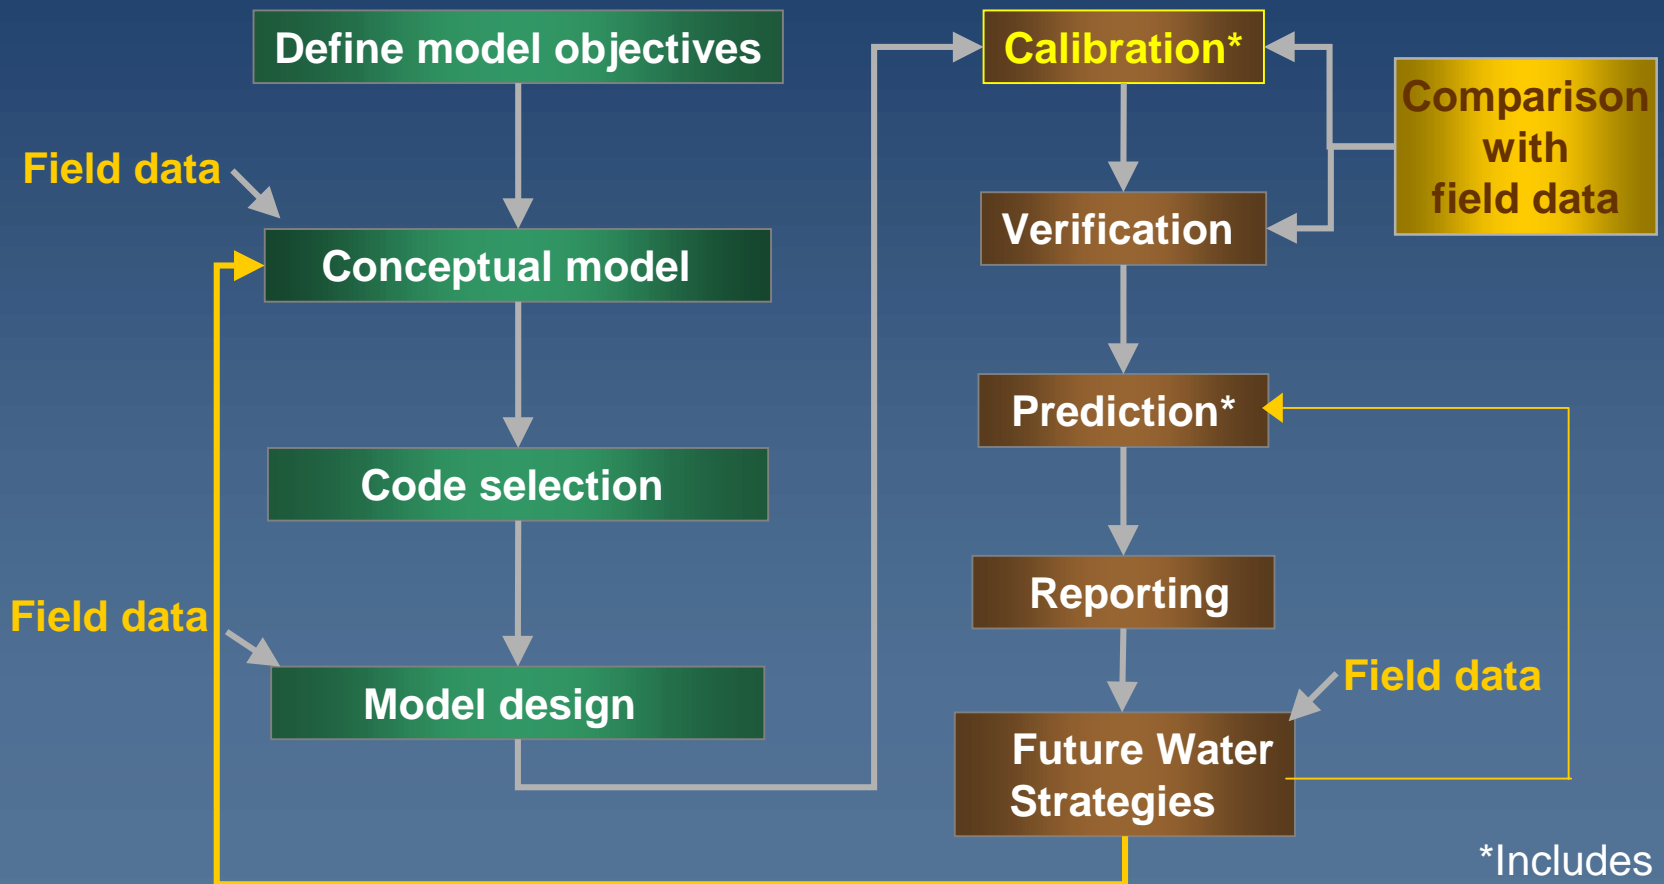 Define model objectives
Field data
Conceptual model
Code selection
Field data
Model design
Calibration*
Comparison
with
field data
Verification
Prediction*
Reporting
Field data
Future Water
Strategies
*Includes